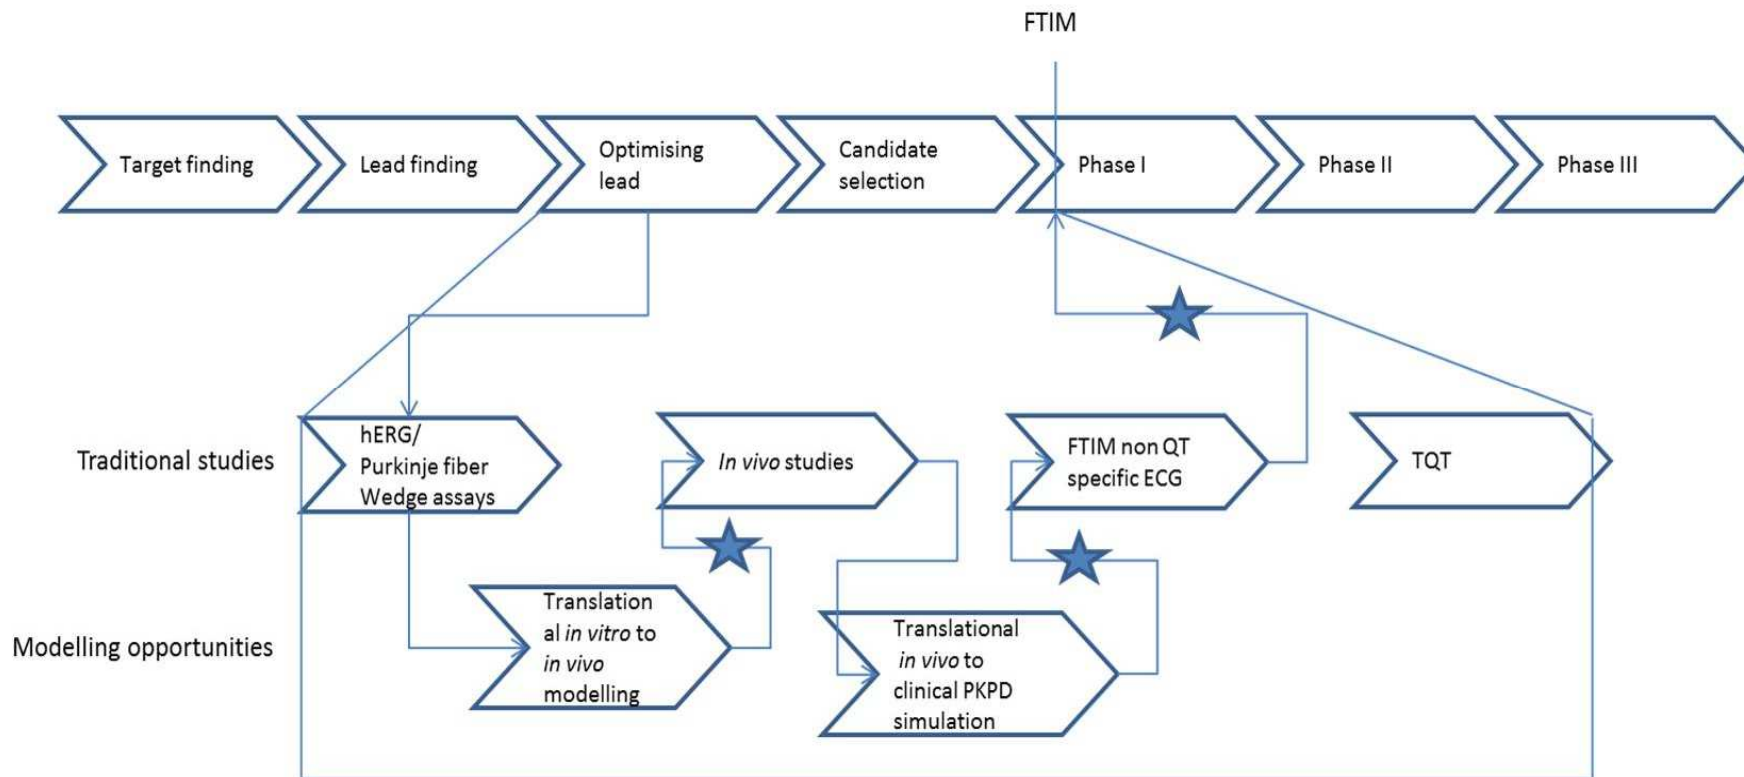 FTIM
Target finding
Lead finding
Optimising
lead
Candidate
selection
Phase I
Phase II
Phase III
Traditional studies
hERG/
Purkinje fiber
Wedge assays
In vivo studies
FTIM non QT
specific ECG
TQT
Modelling opportunities
Translation
al in vitro to
in vivo
modelling
Translational
in vivo to
clinical PKPD
simulation